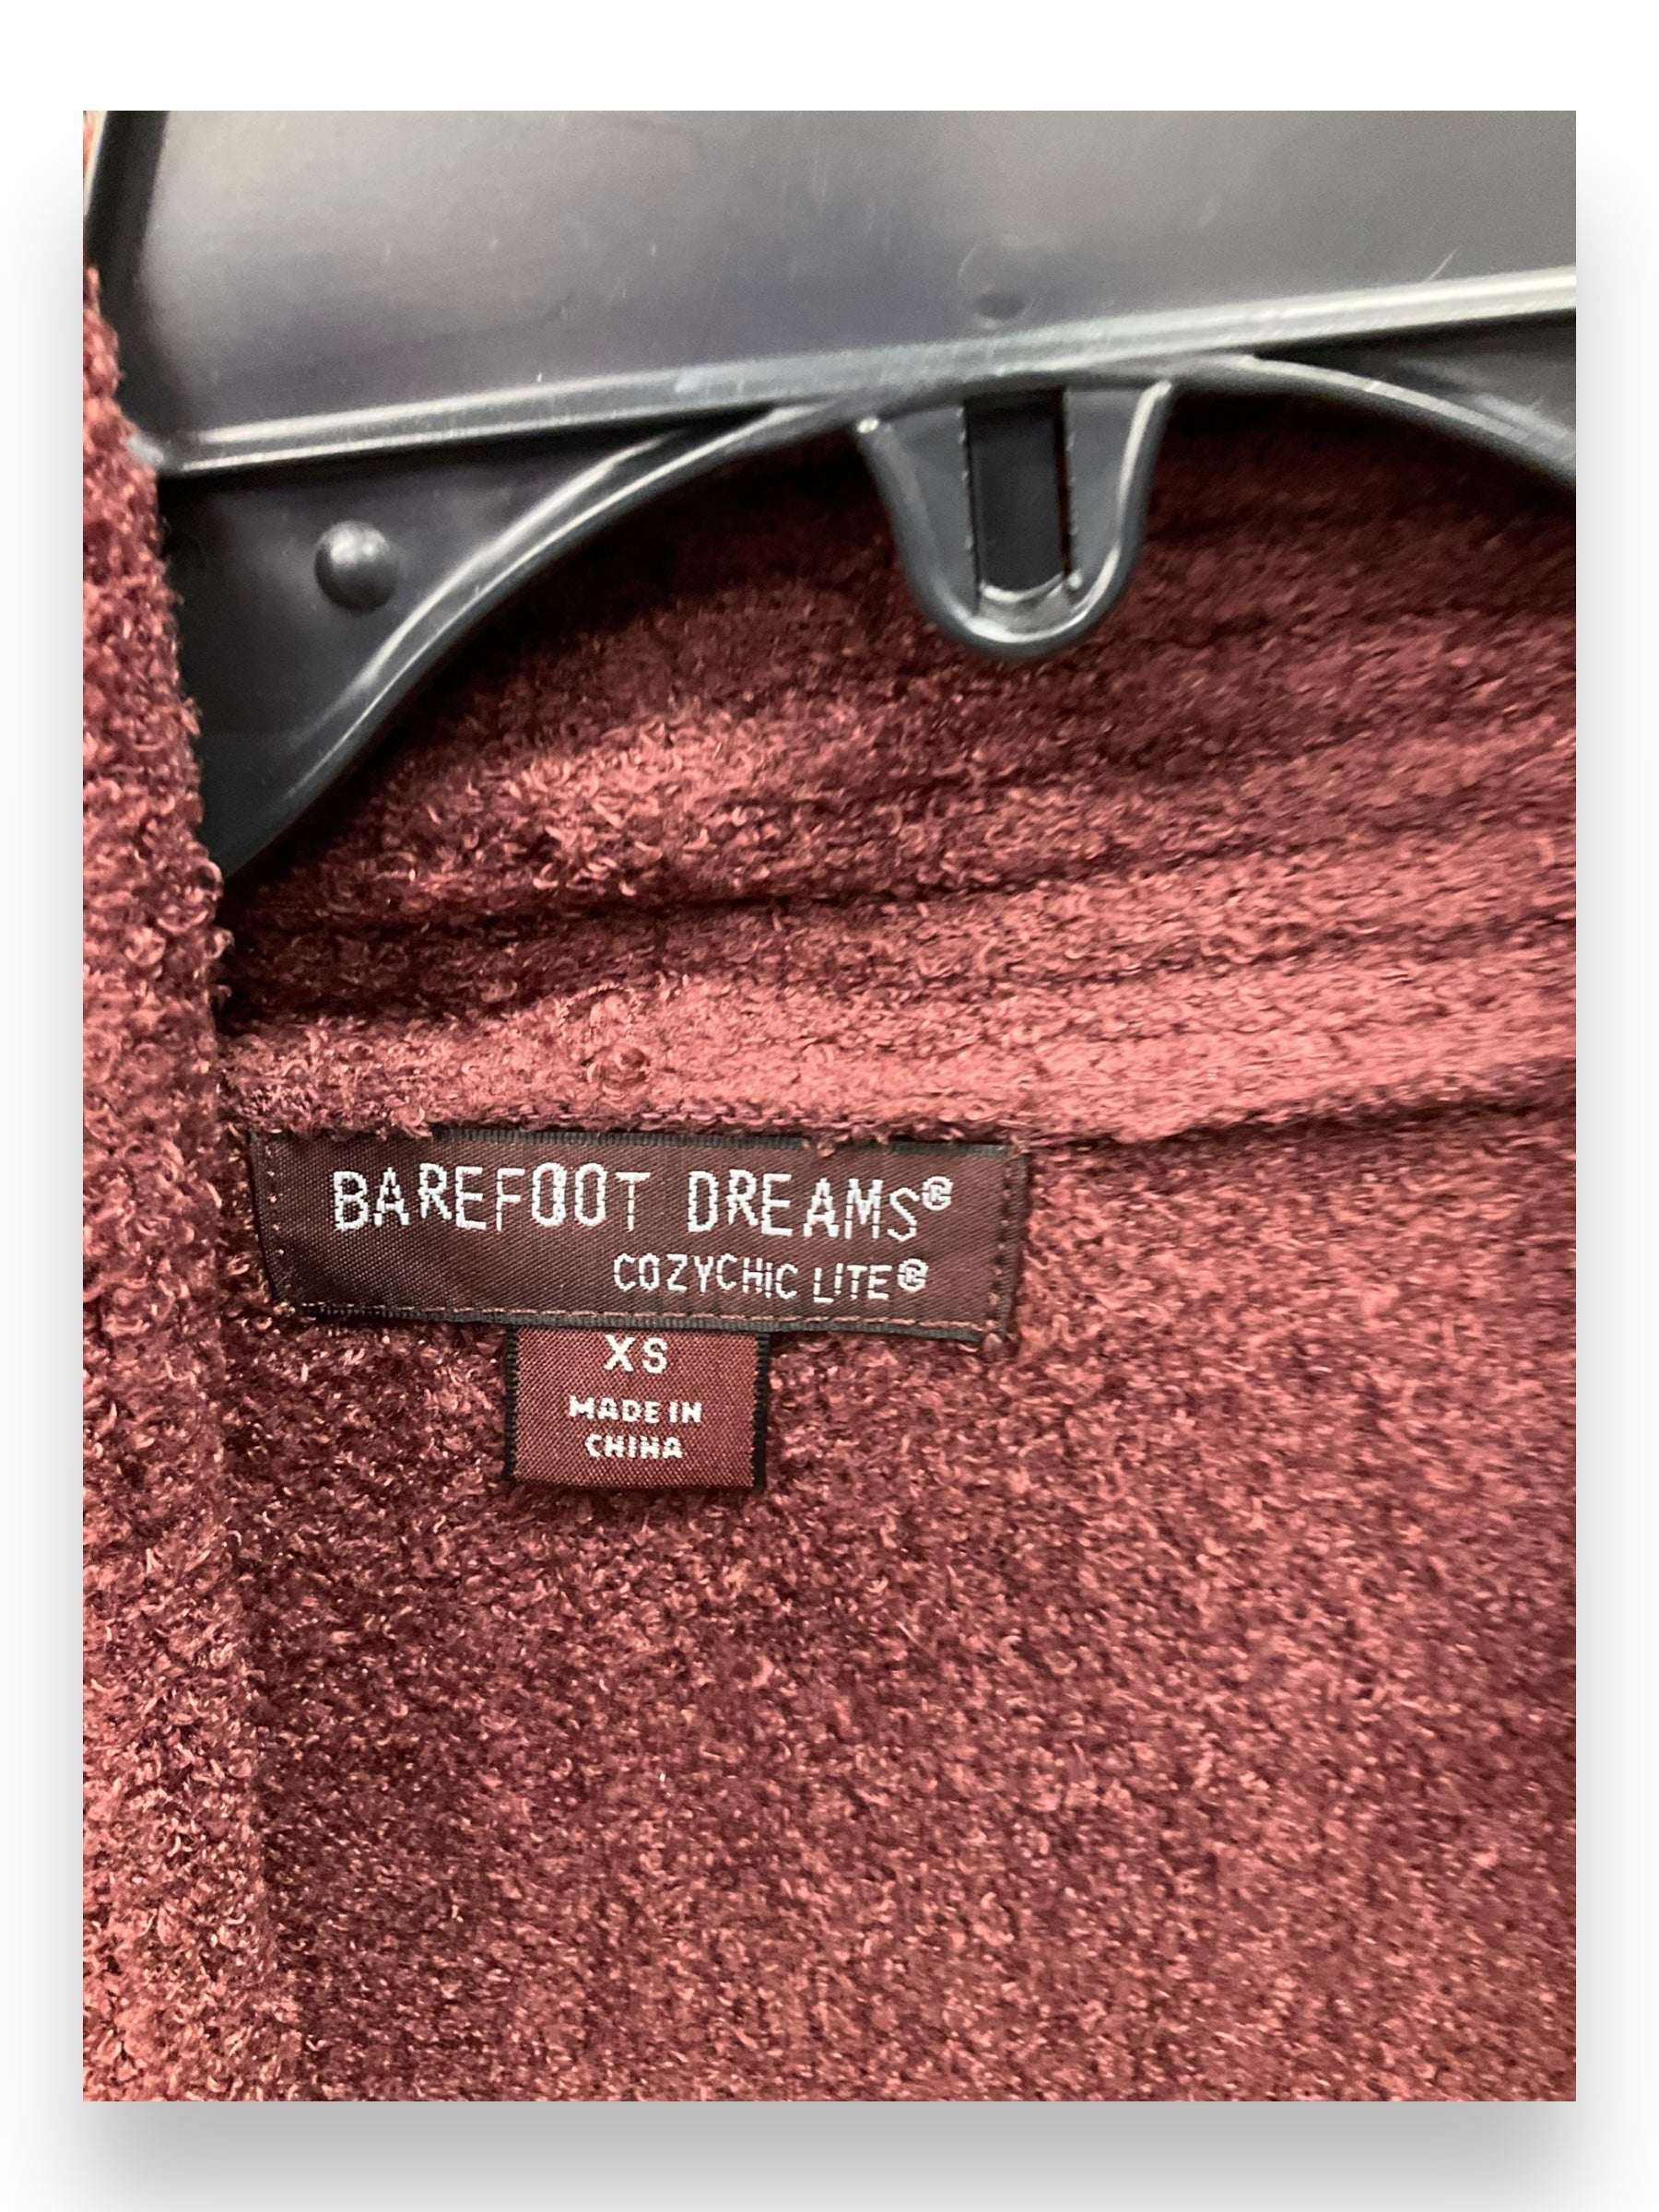 BAREFOOT DREAMS®
COZYCHIC LITE®
XS
MADE IN
CHINA